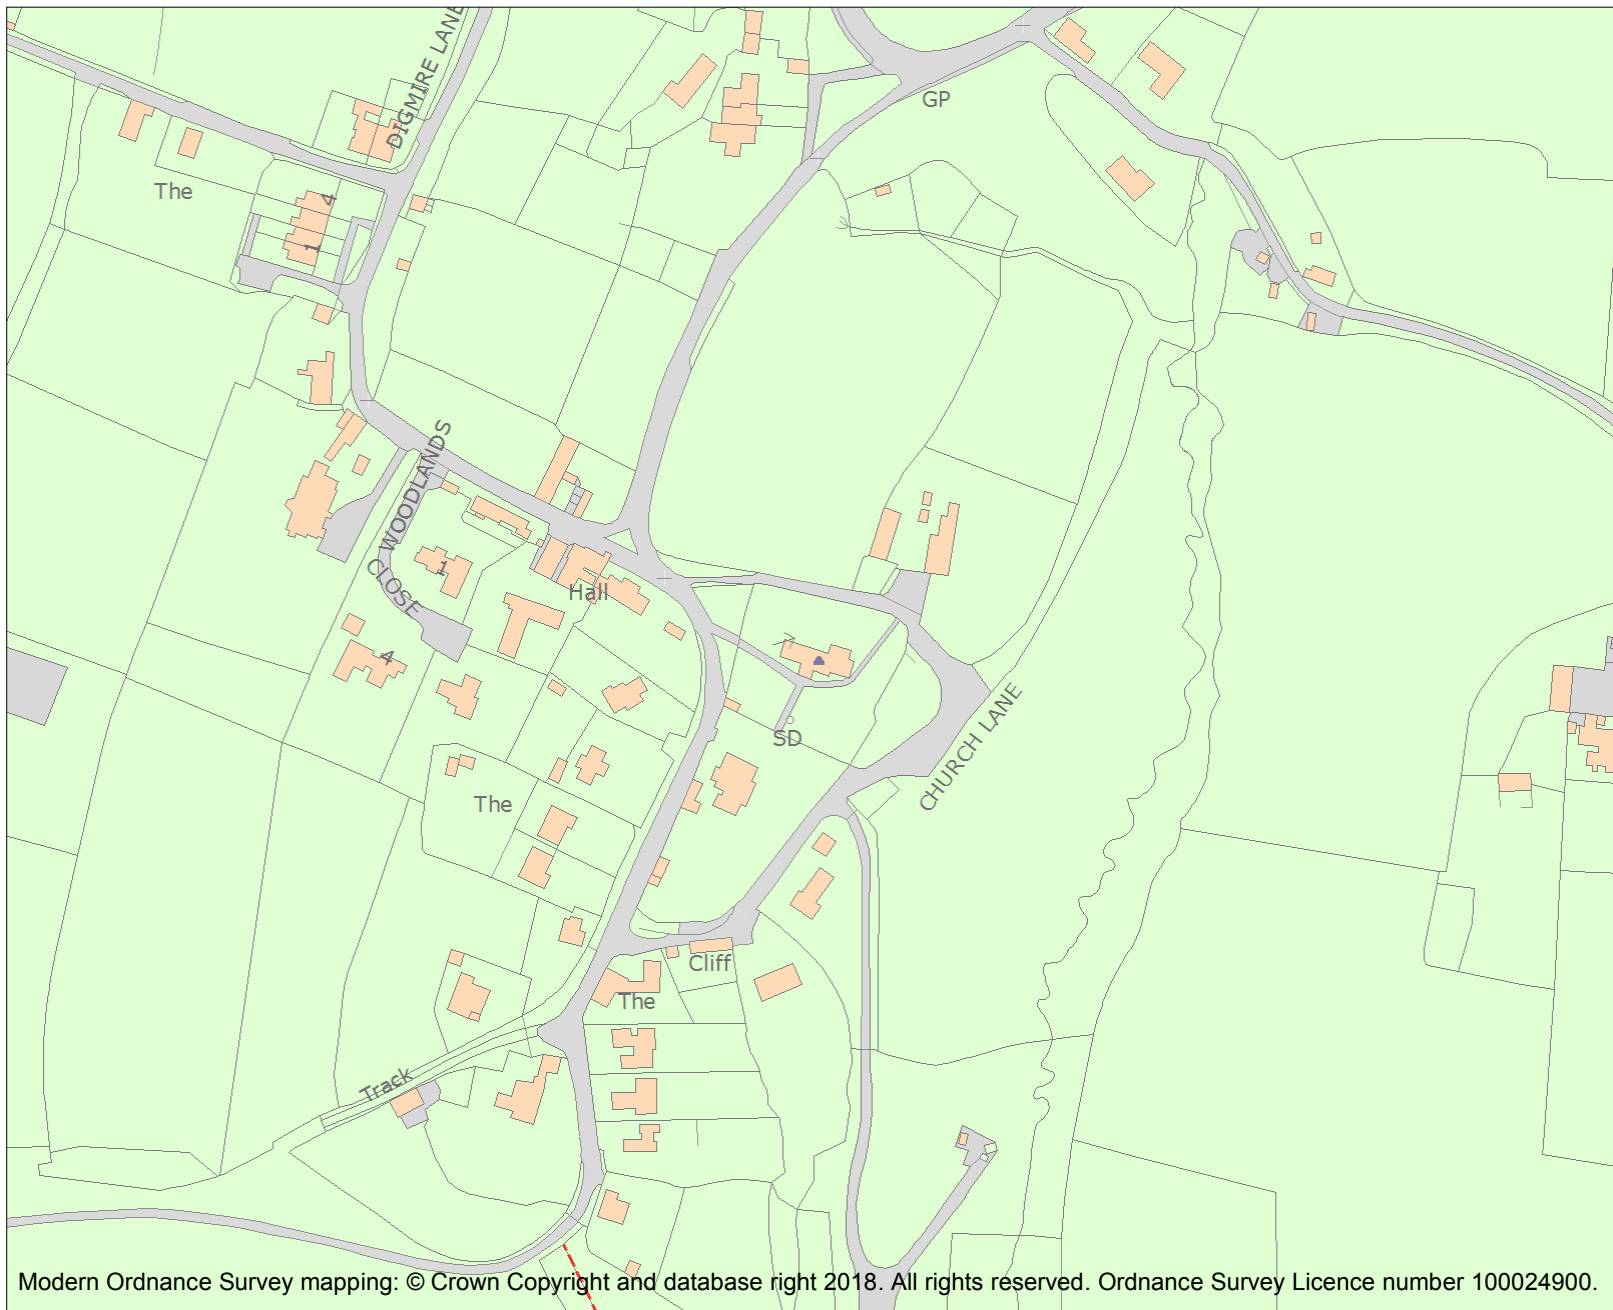 DIGMIRE LANE
GP
The
4
1
WOODLANDS
CLOSE
1
Hall
4
SD
CHURCH LANE
The
Cliff
The
Track
Modern Ordnance Survey mapping: © Crown Copyright and database right 2018. All rights reserved. Ordnance Survey Licence number 100024900.